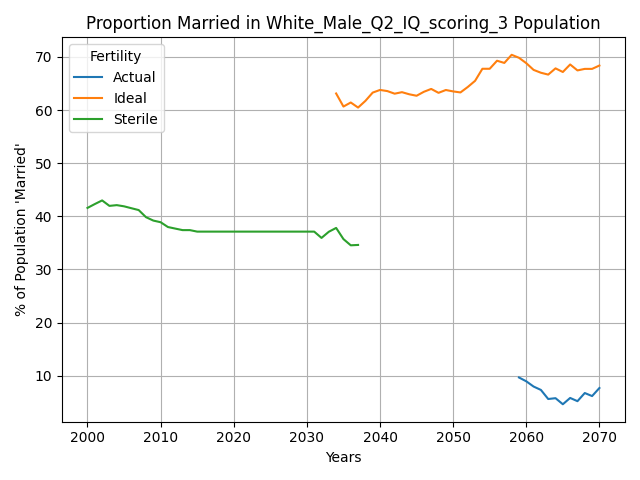 Proportion Married in White_Male_Q2_IQ_scoring_3 Population
Fertility
Actual
Ideal
Sterile
% of Population 'Married'
70
60
50
40
30
20
10
2000 2010 2020 2030 2040 2050 2060 2070
Years